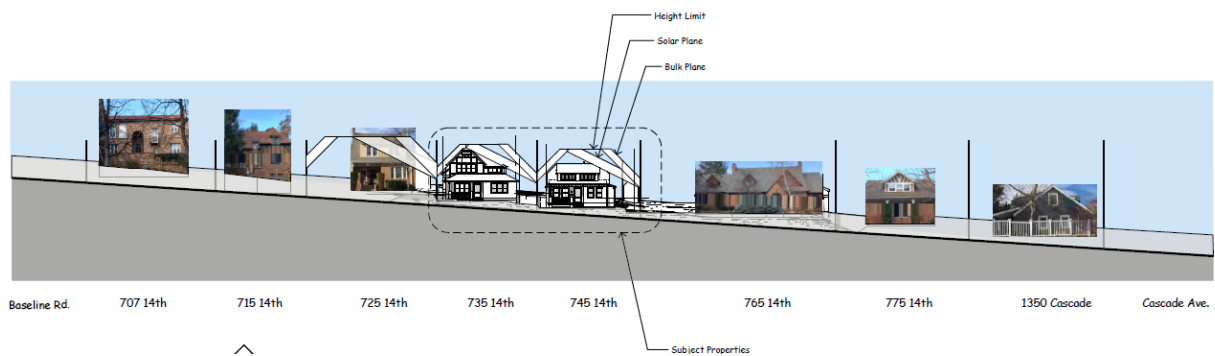 Height Limit
Solar Plane
Bulk Plane
Baseline Rd.
707 14th
715 14th
725 14th
735 14th
745 14th
765 14th
775 14th
1350 Cascade
Cascade Ave.
Subject Properties